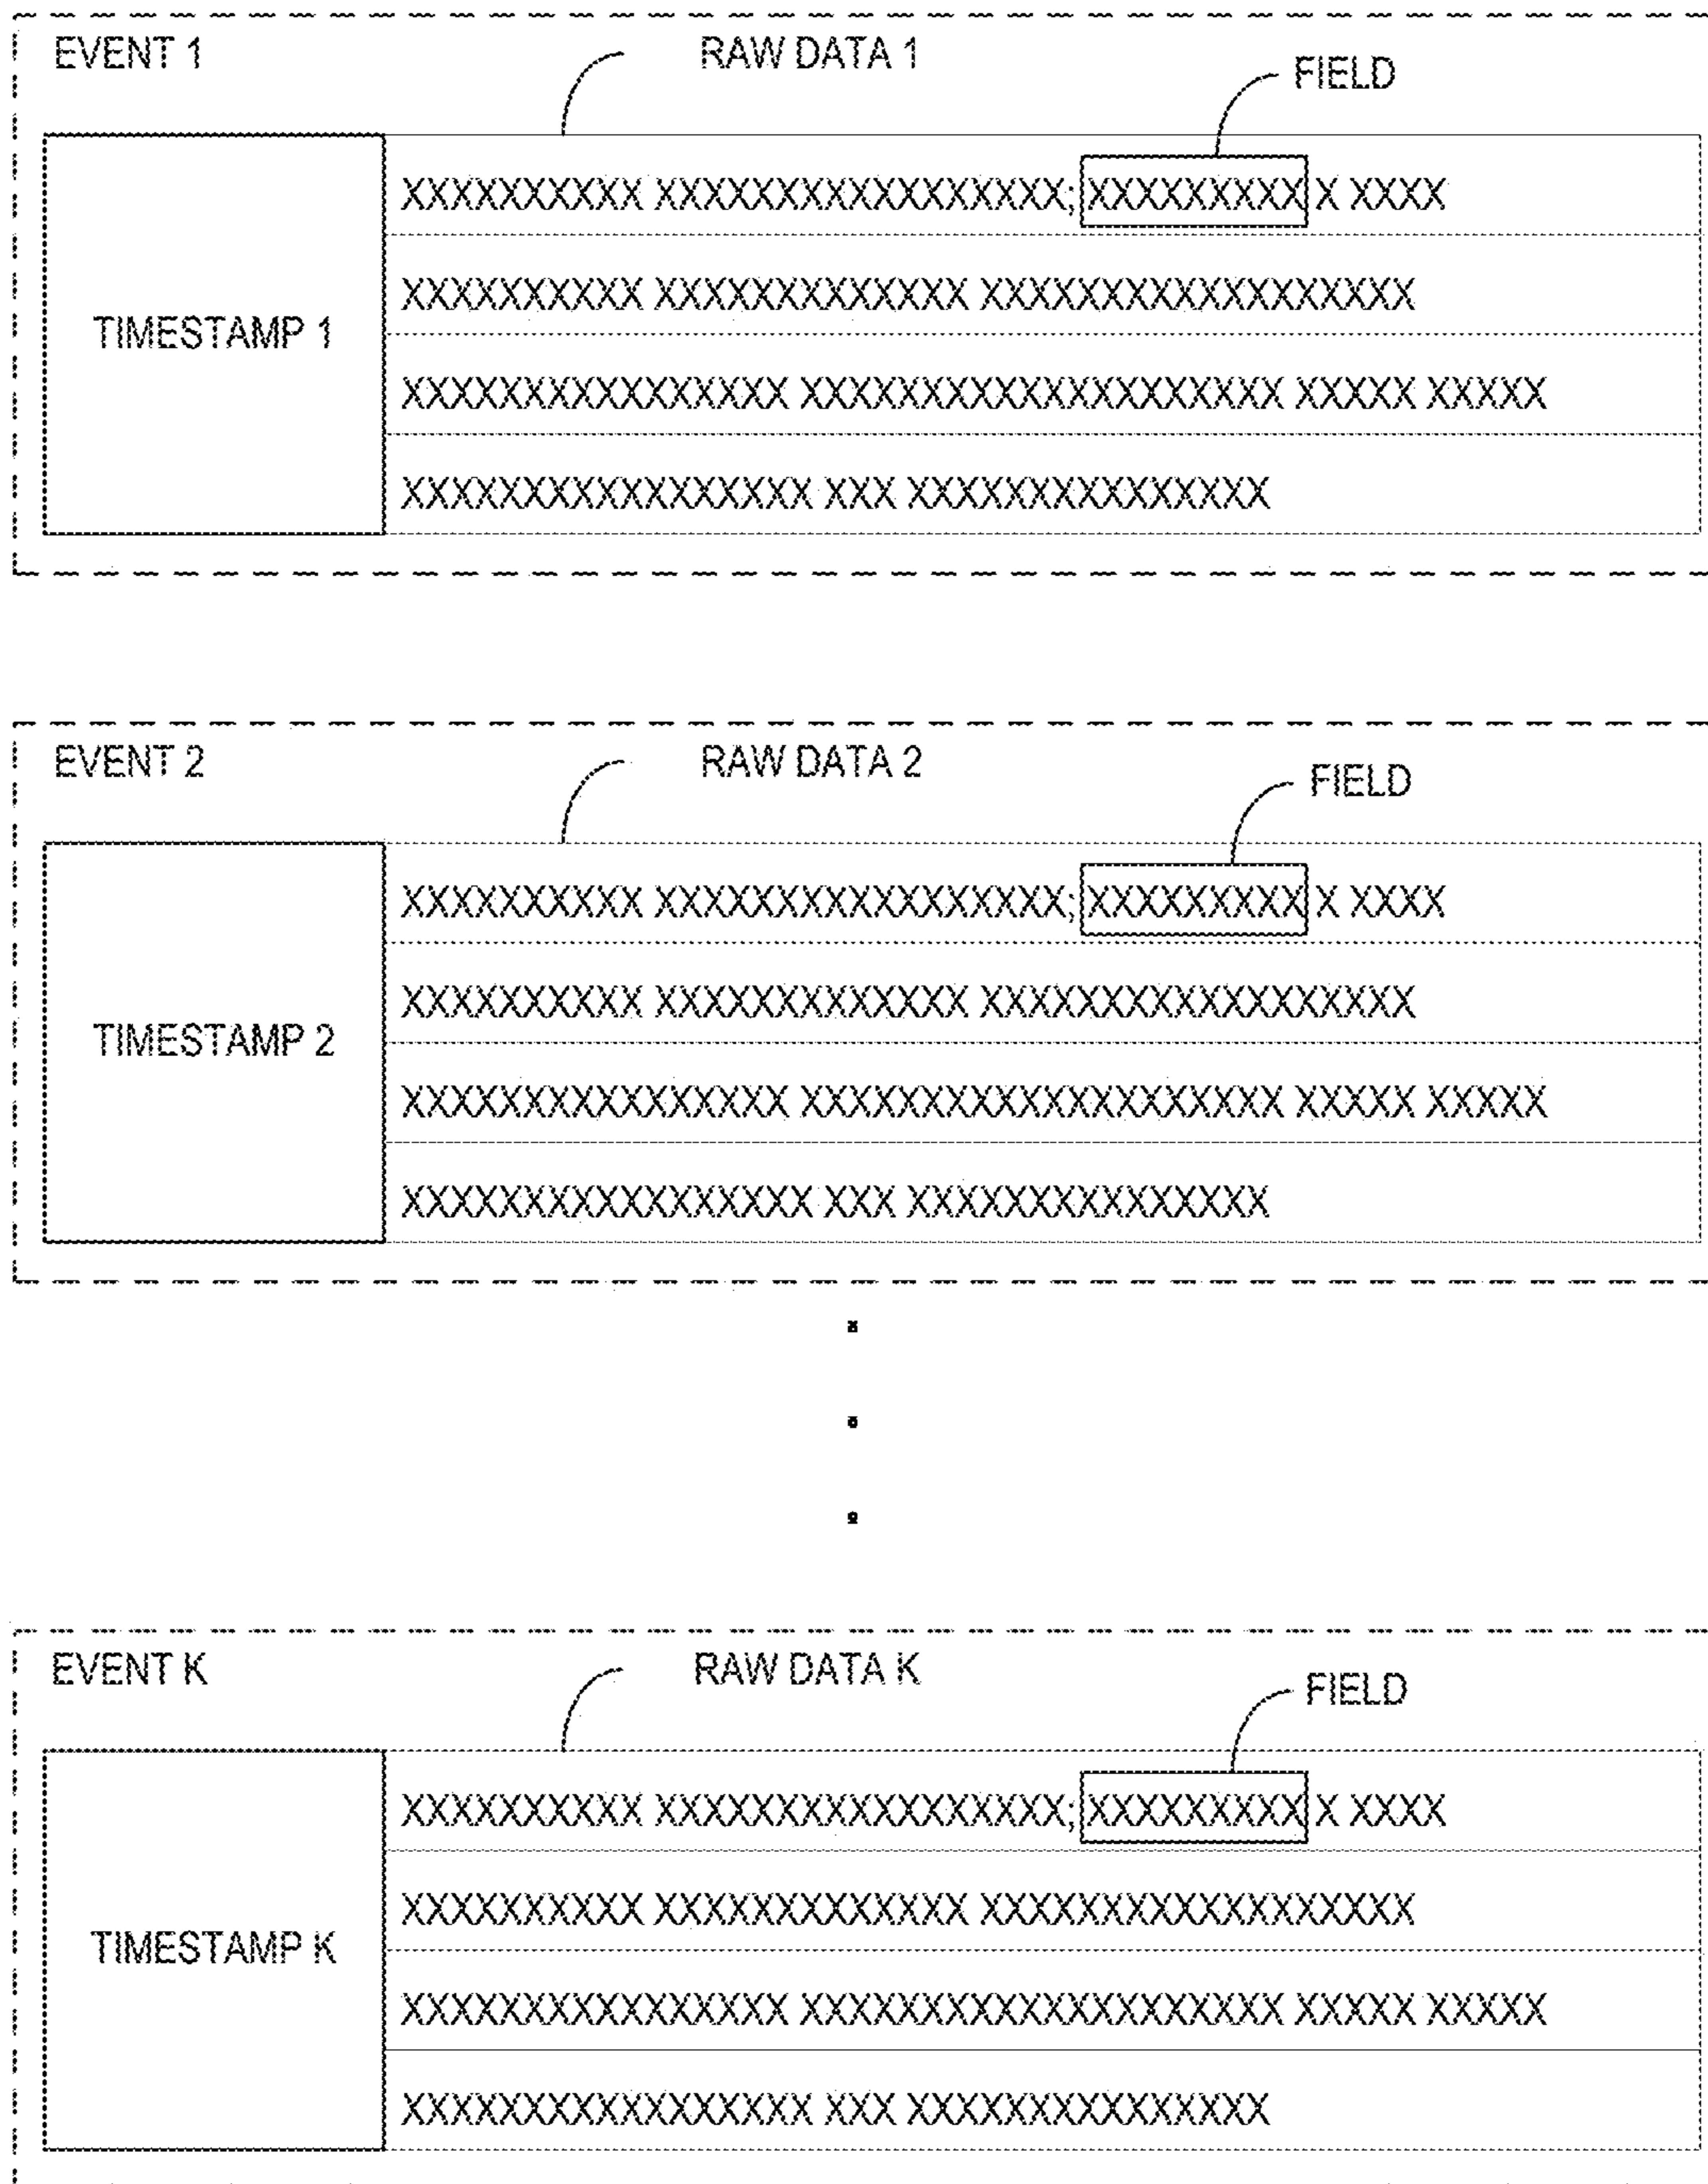 EVENT 1
RAW DATA 1
FIELD
TIMESTAMP 1
XXXXXXXXXX XXXXXXXXXXXXXXXXX; XXXXXXXXX X XXXX
XXXXXXXXXX XXXXXXXXXXXXX XXXXXXXXXXXXXXXXXX
XXXXXXXXXXXXXXXX XXXXXXXXXXXXXXXXXXXX XXXXX XXXXX
XXXXXXXXXXXXXXXXX XXX XXXXXXXXXXXXXXX
EVENT 2
RAW DATA 2
FIELD
TIMESTAMP 2
XXXXXXXXXX XXXXXXXXXXXXXXXXX; XXXXXXXXX X XXXX
XXXXXXXXXX XXXXXXXXXXXXX XXXXXXXXXXXXXXXXXX
XXXXXXXXXXXXXXXX XXXXXXXXXXXXXXXXXXXX XXXXX XXXXX
XXXXXXXXXXXXXXXXX XXX XXXXXXXXXXXXXXX
EVENT K
RAW DATA K
FIELD
TIMESTAMP K
XXXXXXXXXX XXXXXXXXXXXXXXXXX; XXXXXXXXX X XXXX
XXXXXXXXXX XXXXXXXXXXXXX XXXXXXXXXXXXXXXXXX
XXXXXXXXXXXXXXXX XXXXXXXXXXXXXXXXXXXX XXXXX XXXXX
XXXXXXXXXXXXXXXXX XXX XXXXXXXXXXXXXXX